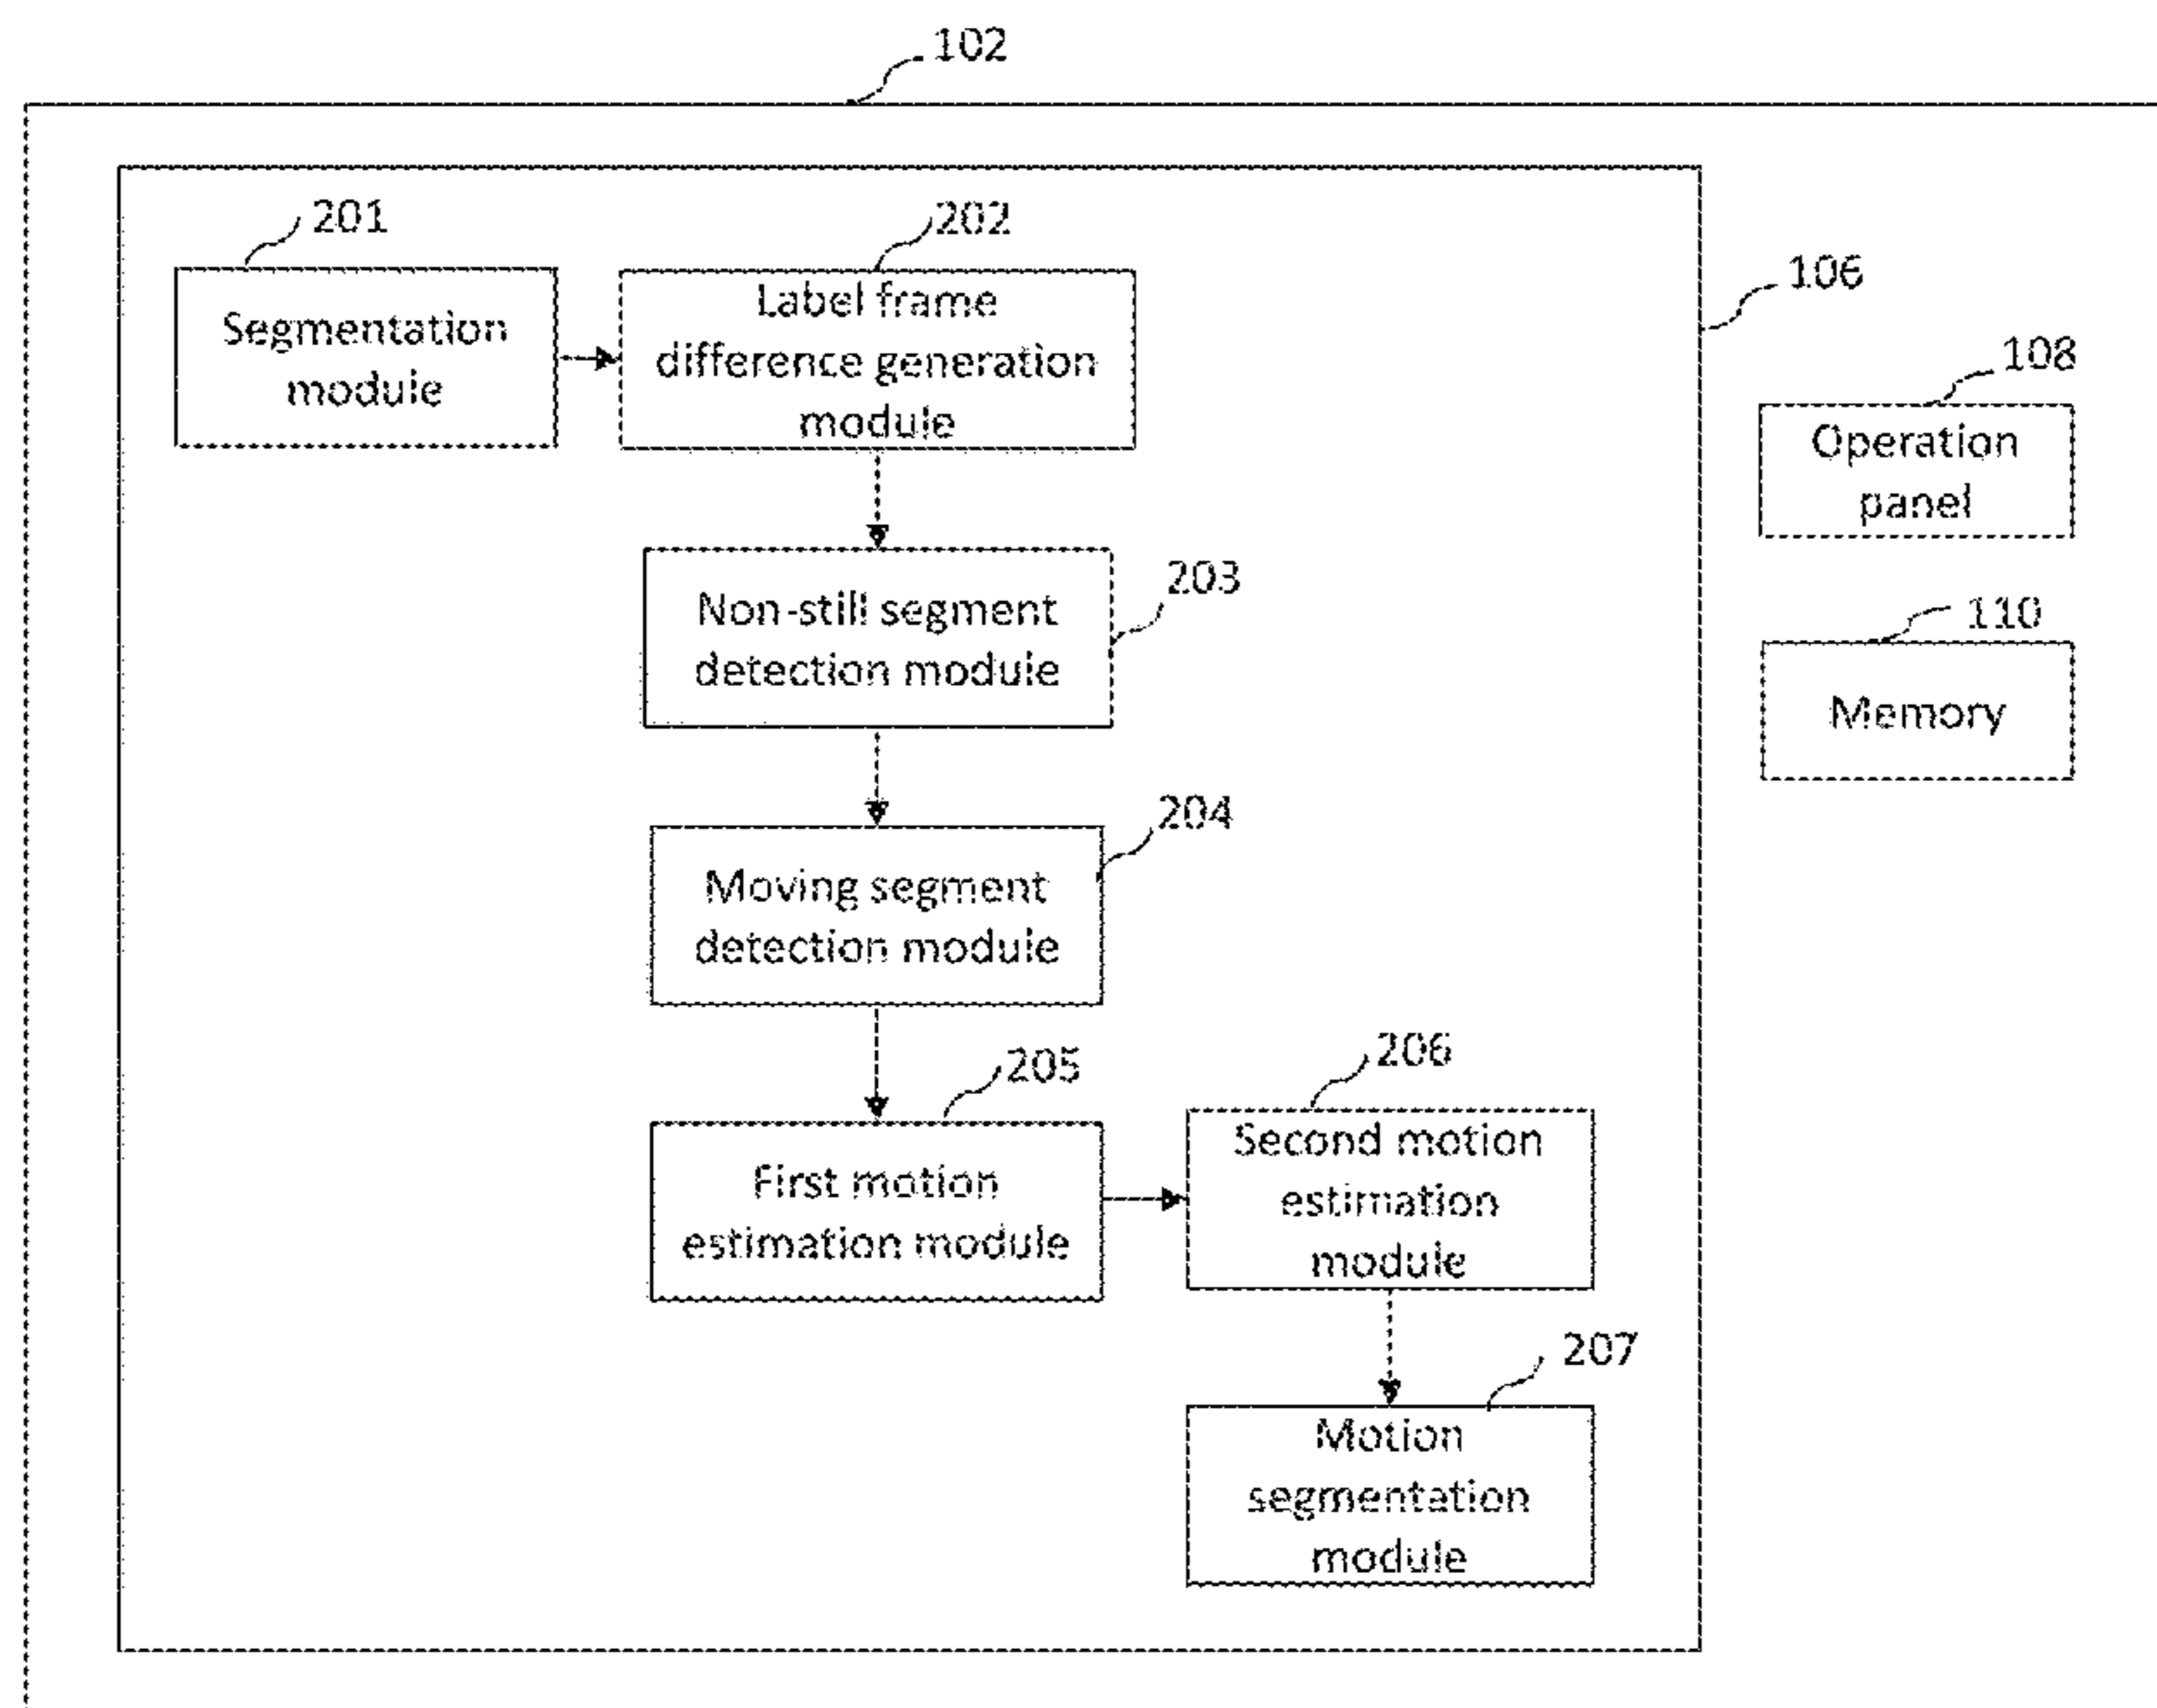 102
201
Segmentation
module
202
Label frame
difference generation
module
106
108
Operation
panel
203
Non-still segment
detection module
110
Memory
204
Moving segment
detection module
205
First motion
estimation module
206
Second motion
estimation
module
207
Motion
segmentation
module